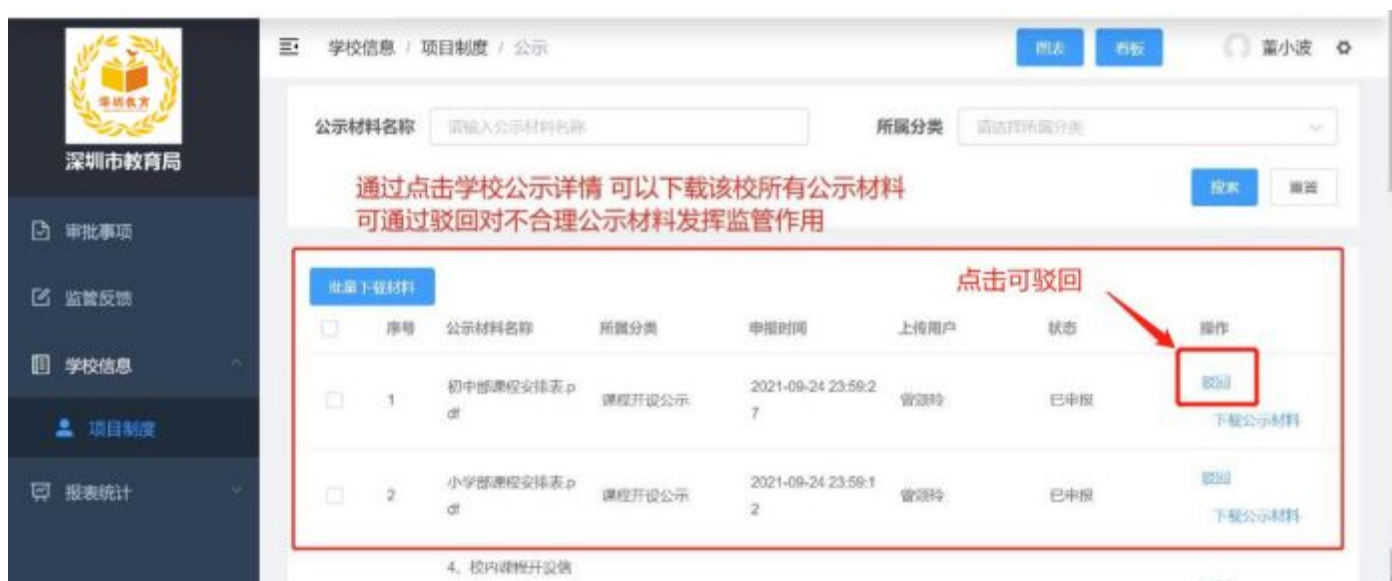 学校信息 / 项目制度 / 公示
图表
看板
董小波
深圳教育
深圳市教育局
审批事项
监管反馈
学校信息
项目制度
报表统计
公示材料名称
请输入公示材料名称
所属分类
请选择所属分类
搜索
重置
通过点击学校公示详情 可以下载该校所有公示材料
可通过驳回对不合理公示材料发挥监管作用
批量下载材料
点击可驳回
序号 公示材料名称 所属分类 申报时间 上传用户 状态 操作
1 初中部课程安排表.p 课程开设公示 2021-09-24 23:59:2 已申报 驳回
df 7 下载公示材料
2 小学部课程安排表.p 课程开设公示 2021-09-24 23:59:1 已申报 驳回
df 2 下载公示材料
4、校内课程开设信